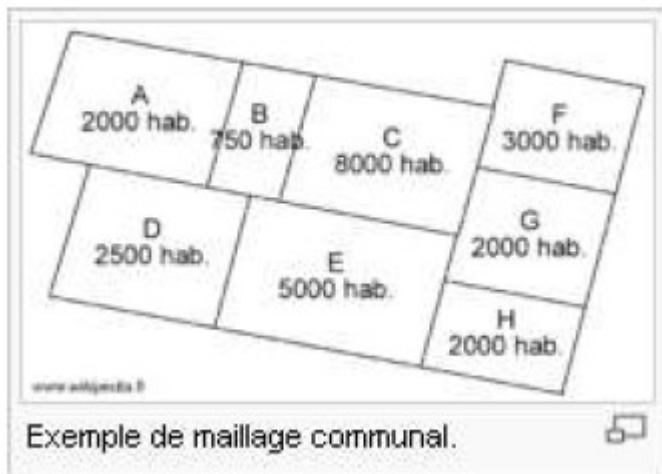 A
2000 hab.
B
750 hab.
C
8000 hab.
F
3000 hab.
D
2500 hab.
E
5000 hab.
G
2000 hab.
H
2000 hab.
Exemple de maillage communal.